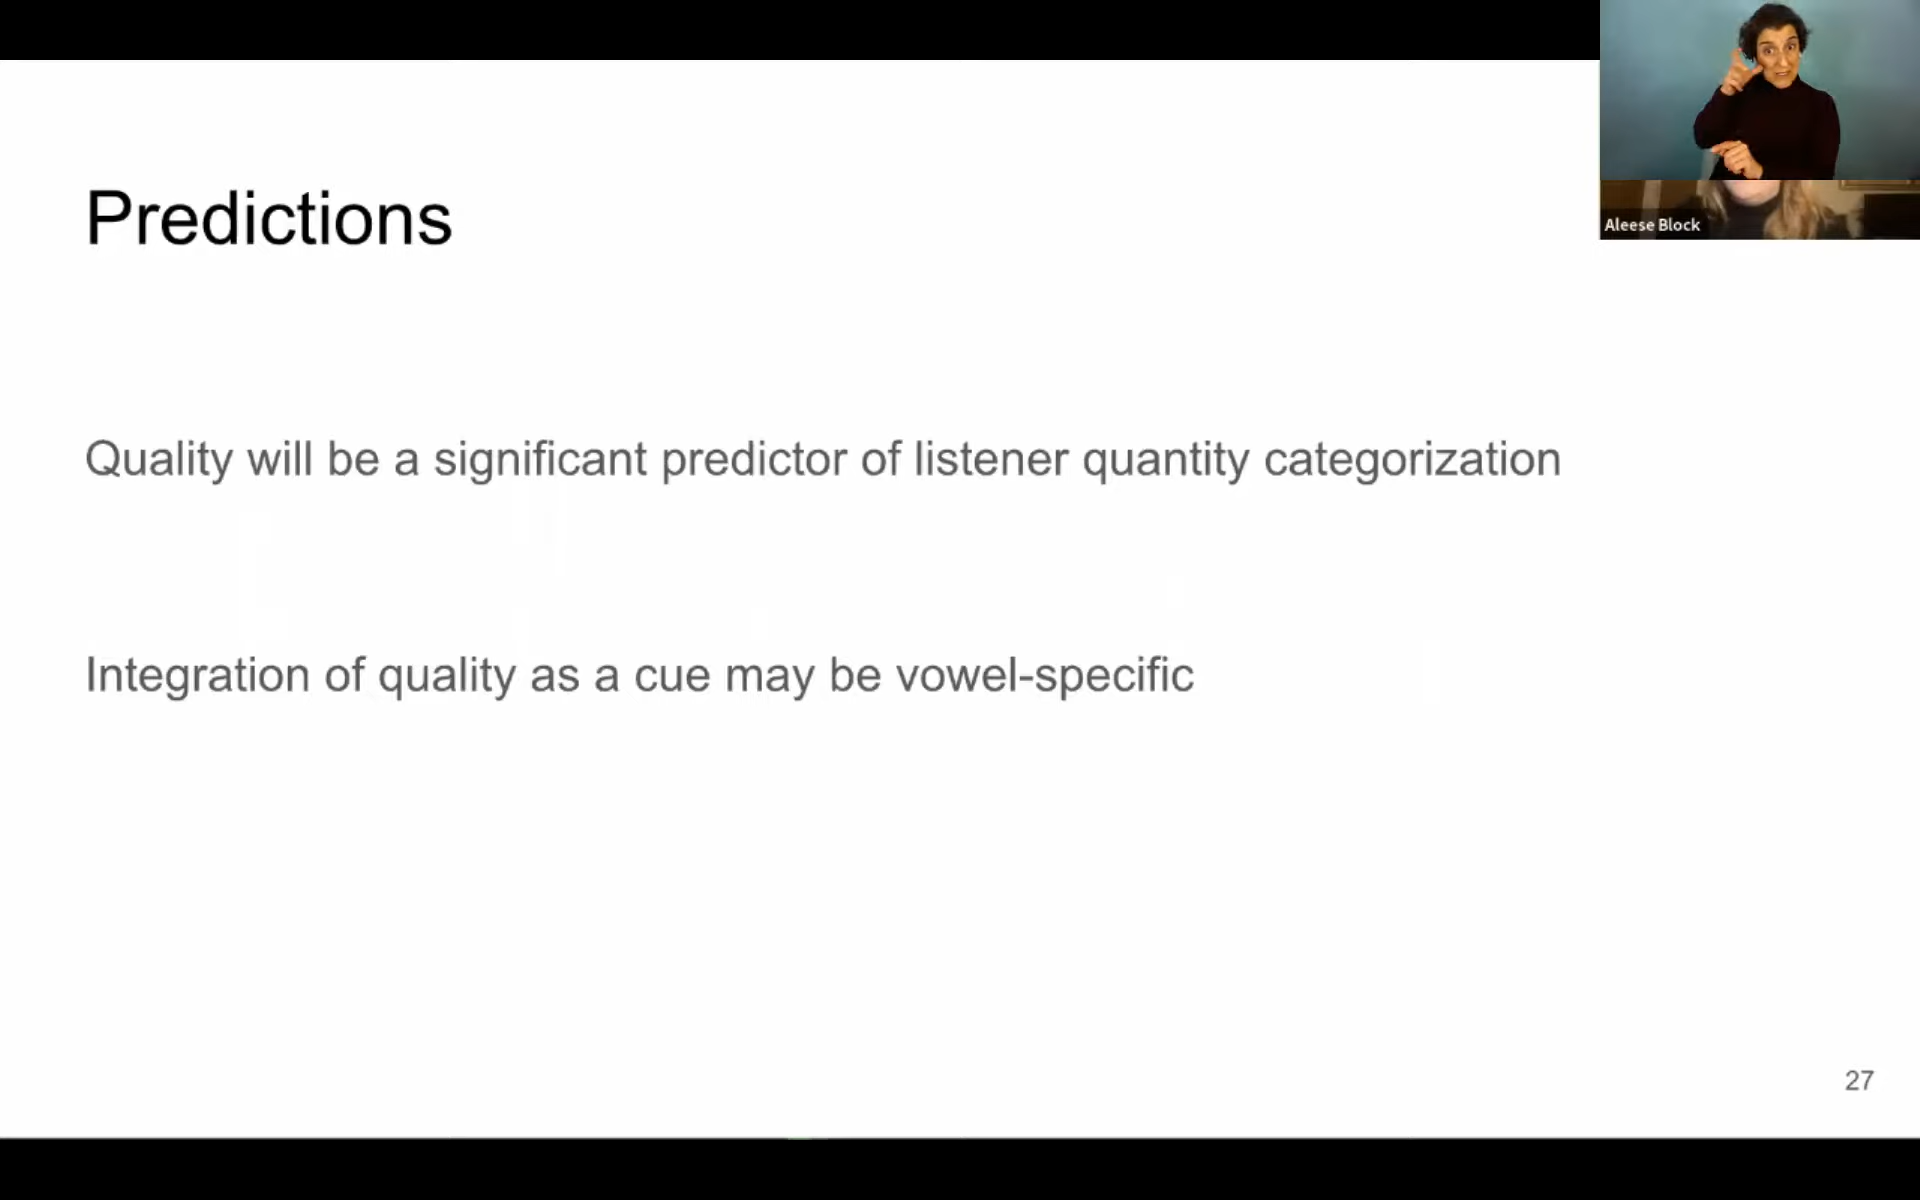 Predictions
Aleese Block
Quality will be a significant predictor of listener quantity categorization
Integration of quality as a cue may be vowel-specific
27